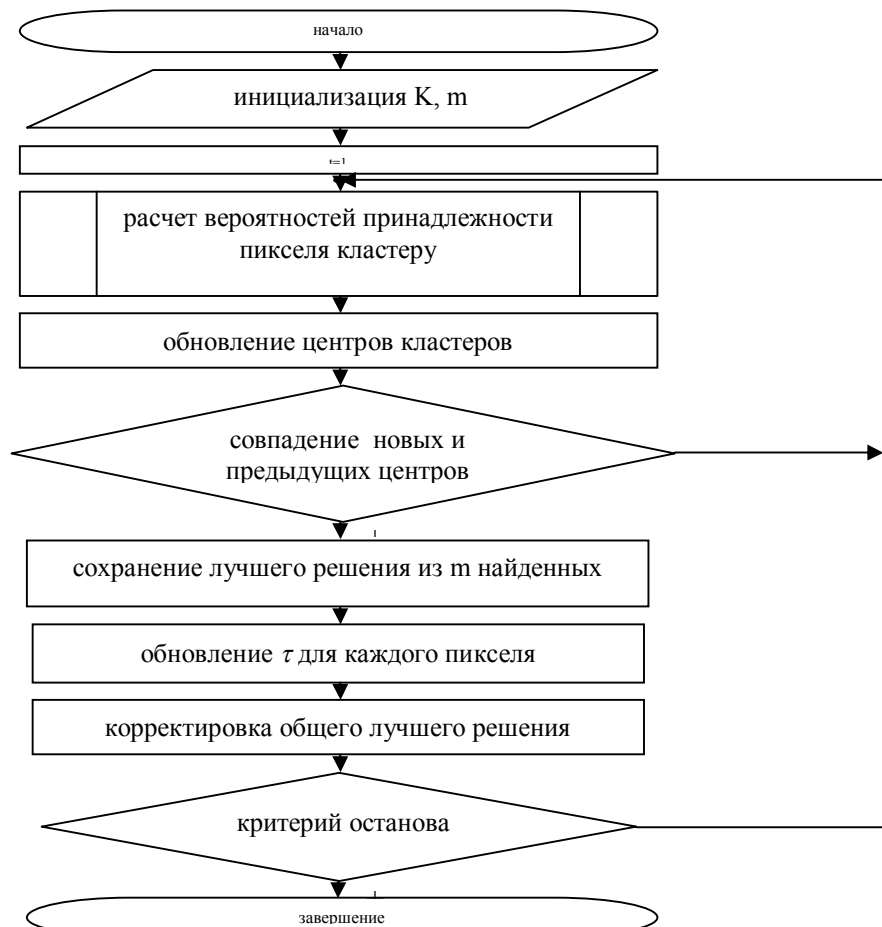 начало
инициализация K, m
t=1
расчет вероятностей принадлежности
пикселя кластеру
обновление центров кластеров
совпадение новых и
предыдущих центров
сохранение лучшего решения из m найденных
обновление τ для каждого пикселя
корректировка общего лучшего решения
критерий останова
завершение